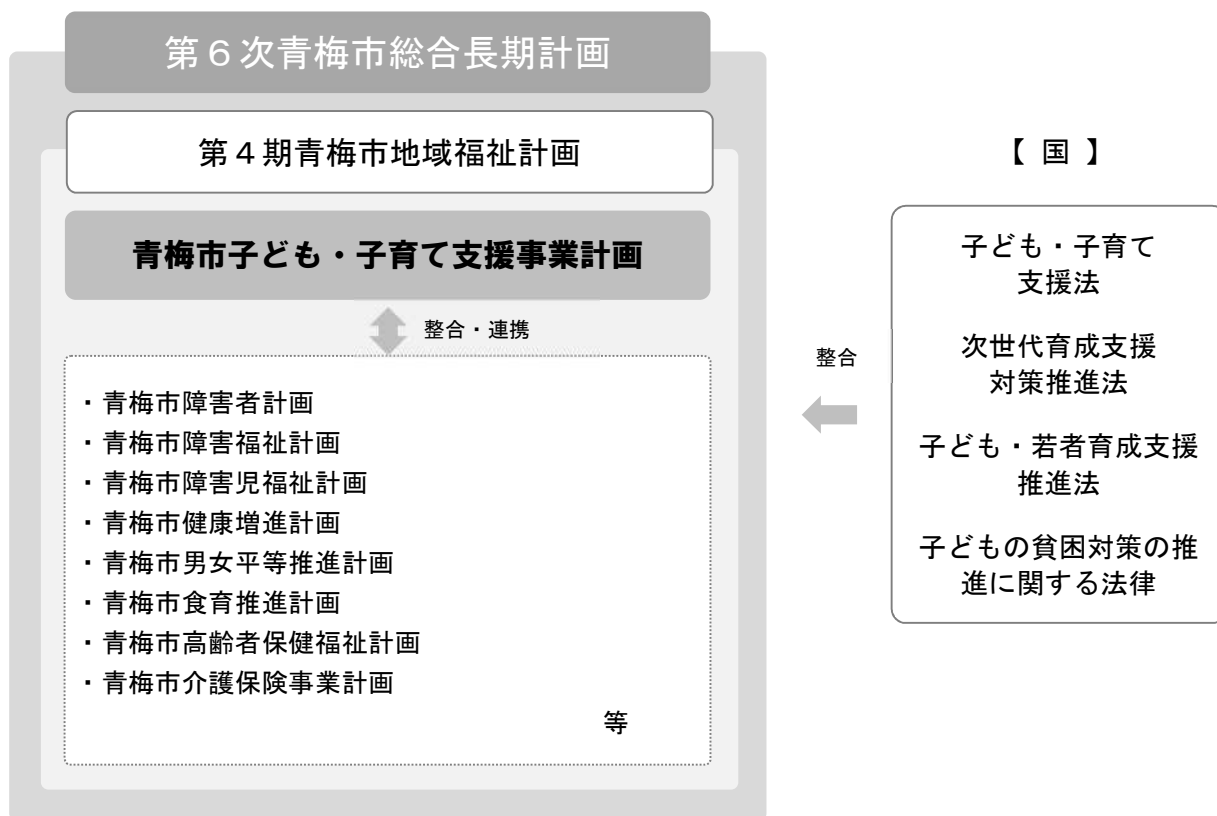 第６次青梅市総合長期計画
第４期青梅市地域福祉計画
青梅市子ども・子育て支援事業計画
整合・連携
・青梅市障害者計画
・青梅市障害福祉計画
・青梅市障害児福祉計画
・青梅市健康増進計画
・青梅市男女平等推進計画
・青梅市食育推進計画
・青梅市高齢者保健福祉計画
・青梅市介護保険事業計画
等
整合
【 国 】
子ども・子育て
支援法
次世代育成支援
対策推進法
子ども・若者育成支援
推進法
子どもの貧困対策の推
進に関する法律